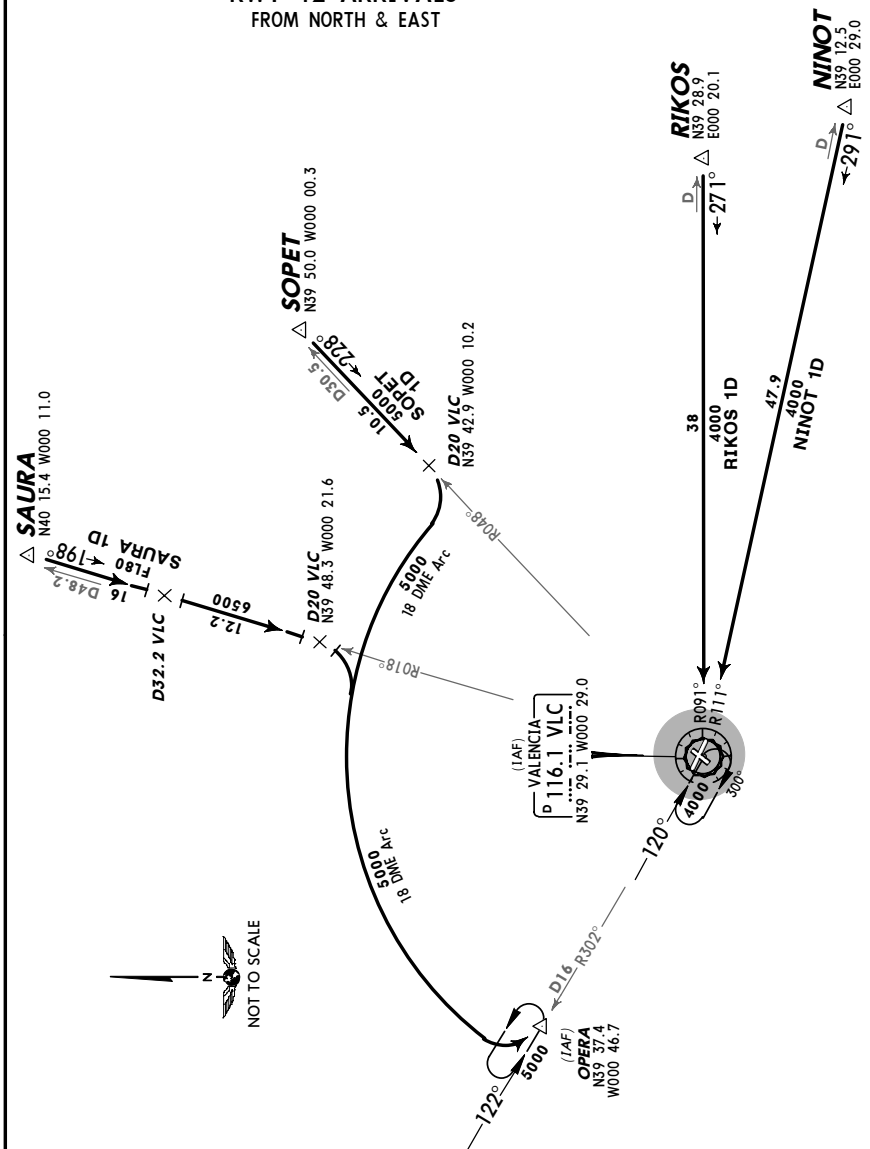 FROM NORTH & EAST
NINOT
N39 12.5
E000 29.0
D
291°
RIKOS
N39 28.9
E000 20.1
D
271°
SOPET
N39 50.0 W000 00.3
228°
D30.5
SOPET
1D
5000
10.5
D20 VLC
N39 42.9 W000 10.2
R048°
SAURA
N40 15.4 W000 11.0
198°
D48.2
SAURA 1D
FL80
16
D32.2 VLC
6500
12.2
D20 VLC
N39 48.3 W000 21.6
R018°
5000
18 DME Arc
38
4000
RIKOS 1D
47.9
4000
NINOT 1D
(IAF)
VALENCIA
D 116.1 VLC
N39 29.1 W000 29.0
R091°
R111°
4000
300°
120°
5000
18 DME Arc
N
NOT TO SCALE
D16
R302°
(IAF)
OPERA
N39 37.4
W000 46.7
5000
122°